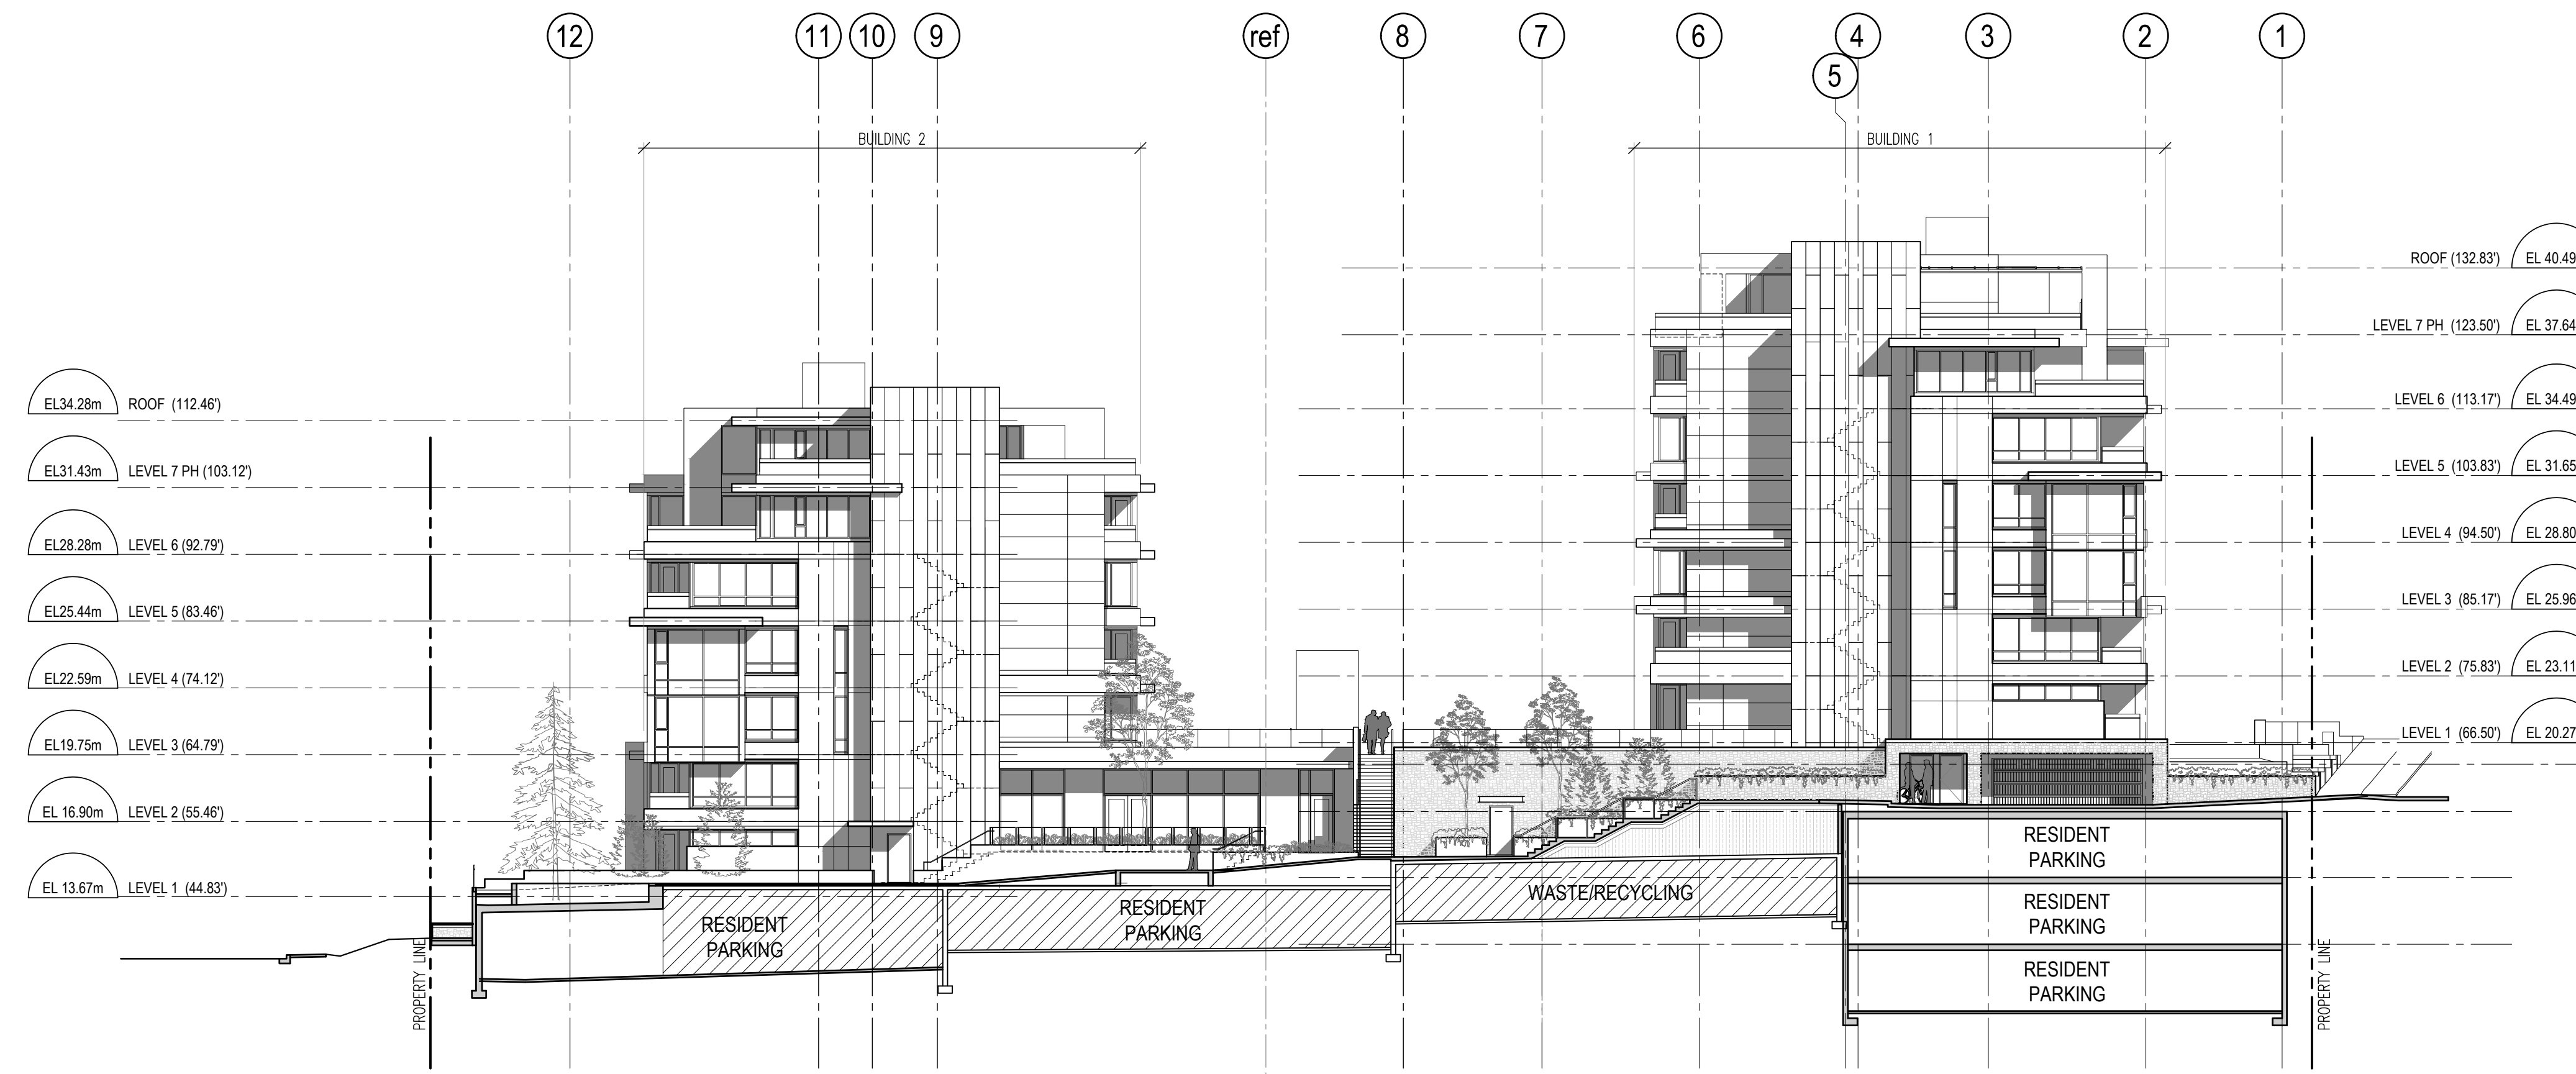 12
11
10
9
ref
8
7
6
4
3
2
1
5
BUILDING 2
BUILDING 1
ROOF (132.83') EL 40.49
LEVEL 7 PH (123.50') EL 37.64
LEVEL 6 (113.17') EL 34.49
LEVEL 5 (103.83') EL 31.65
LEVEL 4 (94.50') EL 28.80
LEVEL 3 (85.17') EL 25.96
LEVEL 2 (75.83') EL 23.11
LEVEL 1 (66.50') EL 20.27
EL34.28m ROOF (112.46')
EL31.43m LEVEL 7 PH (103.12')
EL28.28m LEVEL 6 (92.79')
EL25.44m LEVEL 5 (83.46')
EL22.59m LEVEL 4 (74.12')
EL19.75m LEVEL 3 (64.79')
EL 16.90m LEVEL 2 (55.46')
EL 13.67m LEVEL 1 (44.83')
RESIDENT
PARKING
RESIDENT
PARKING
WASTE/RECYCLING
RESIDENT
PARKING
RESIDENT
PARKING
RESIDENT
PARKING
PROPERTY LINE
PROPERTY LINE